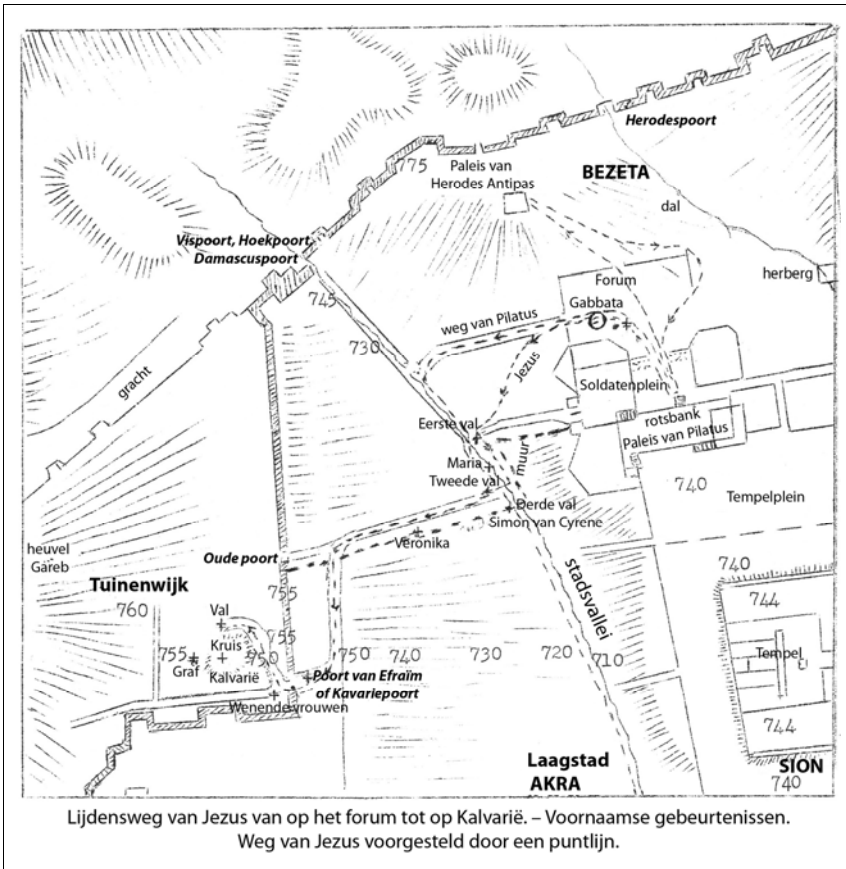 Herodespoort
775
Paleis van
Herodes Antipas
BEZETA
dal
Vispoort, Hoekpoort,
Damascuspoort
herberg
Forum
Gabbata
745
weg van Pilatus
730
Jezus
gracht
Soldatenplein
rotsbank
Paleis van Pilatus
Eerste val
muur
Maria
Tweede val
740
Tempelplein
Derde val
Simon van Cyrene
Veronika
heuvel
Gareb
Oude poort
stadsvallei
Tuinenwijk
755
740
760
744
Val
755
Kruis
755
750
Graf
Kalvarië
750
740
730
720
710
Tempel
Poort van Efraïm
of Kavariepoort
Wenende vrouwen
744
Laagstad
AKRA
SION
740
Lijdensweg van Jezus van op het forum tot op Kalvarië. – Voornaamse gebeurtenissen.
Weg van Jezus voorgesteld door een puntlijn.